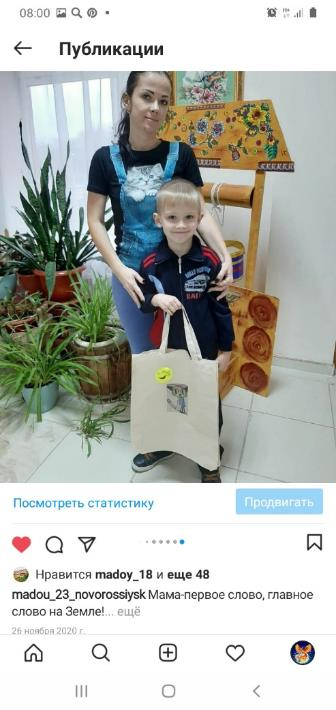 08:00
Публикации
Посмотреть статистику
Продвигать
Нравится madoy_18 и еще 48
madou_23_novorossiysk Мама-первое слово, главное
слово на Земле!... ещё
26 ноября 2020 г.